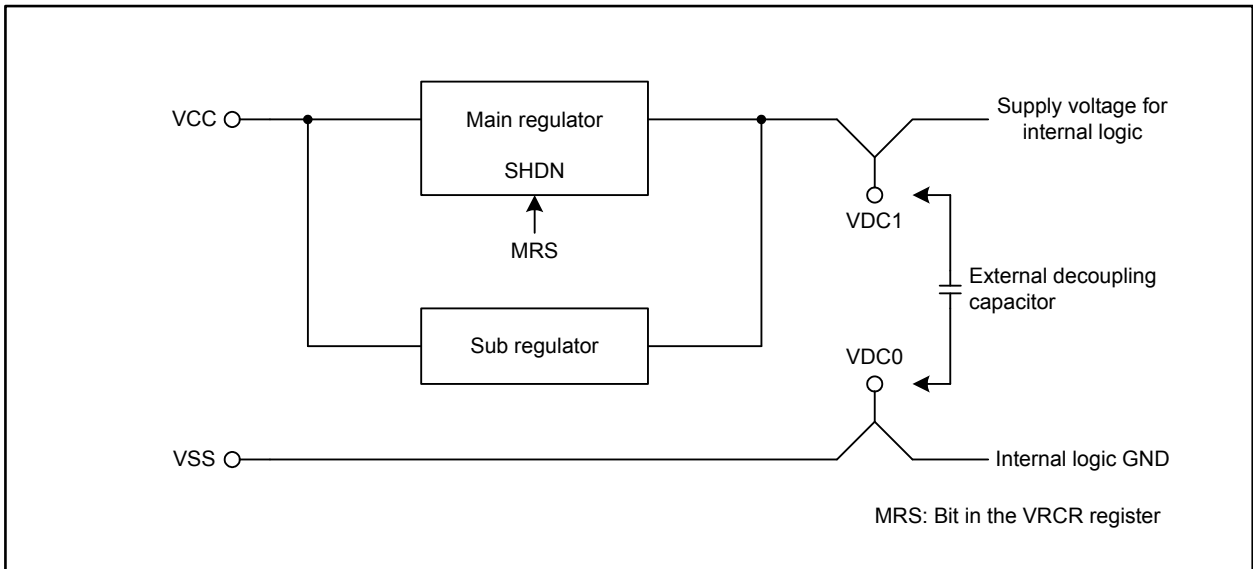 VCC
Main regulator
SHDN
MRS
Supply voltage for
internal logic
VDC1
External decoupling
capacitor
Sub regulator
VDC0
VSS
Internal logic GND
MRS: Bit in the VRCR register